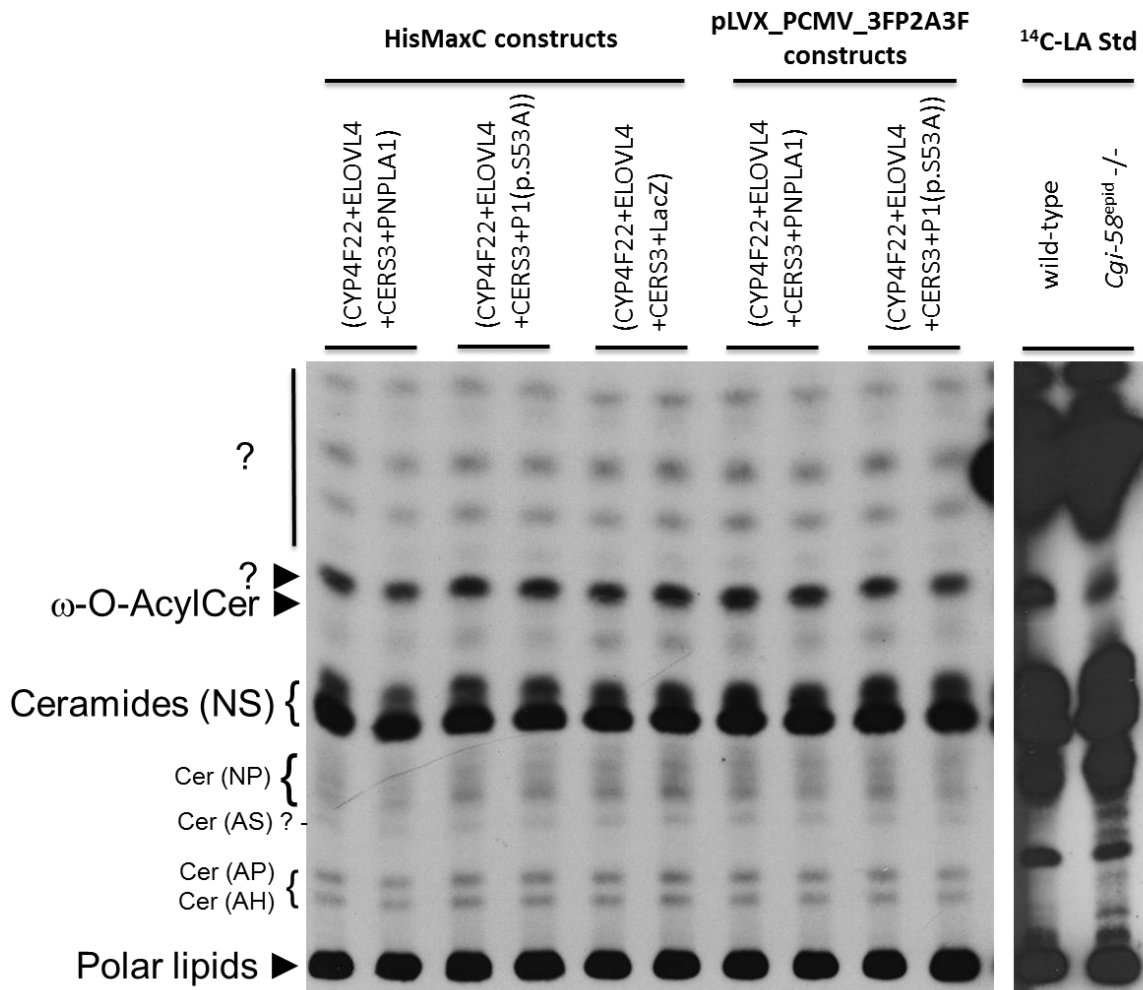 HisMaxC constructs
pLVX_PCMV_3FP2A3F
constructs
¹⁴C-LA Std
(CYP4F22+ELOVL4
+CERS3+PNPLA1)
(CYP4F22+ELOVL4
+CERS3+P1(p.S53A))
(CYP4F22+ELOVL4
+CERS3+LacZ)
(CYP4F22+ELOVL4
+CERS3+PNPLA1)
(CYP4F22+ELOVL4
+CERS3+P1(p.S53A))
wild-type
Cgi-58ᵉᵖⁱᵈ -/-
?
?
ω-O-AcylCer
Ceramides (NS) {
Cer (NP) {
Cer (AS) ? -
Cer (AP)
{
Cer (AH)
Polar lipids